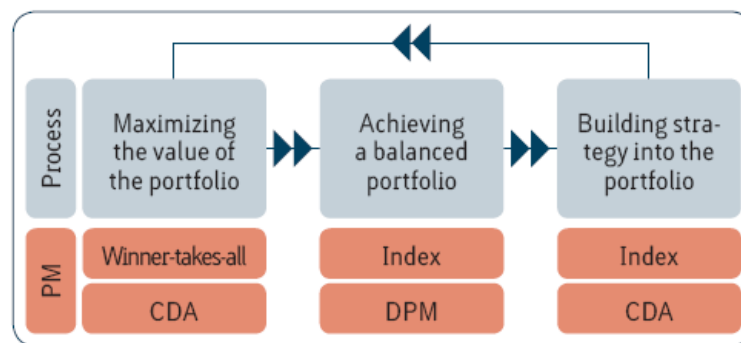 Process
Maximizing
the value of
the portfolio
Achieving
a balanced
portfolio
Building stra-
tegy into the
portfolio
PM
Winner-takes-all
Index
Index
CDA
DPM
CDA